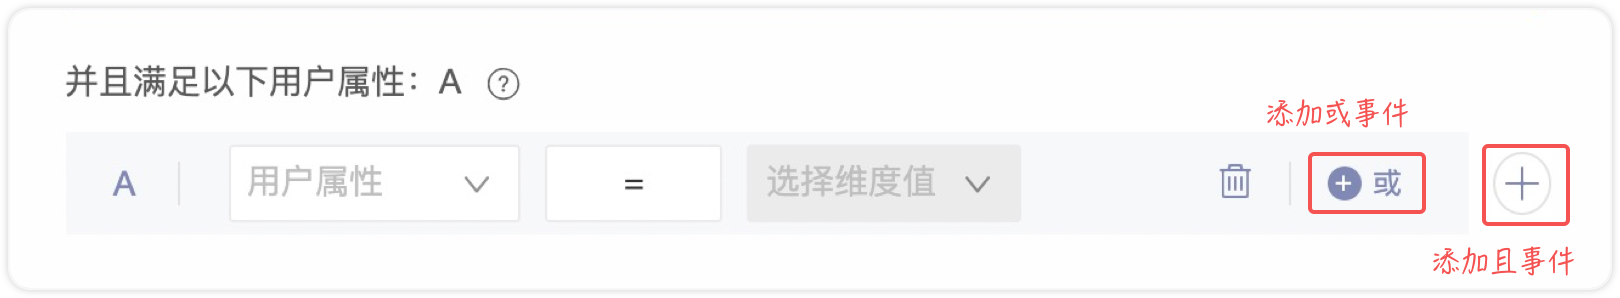 并且满足以下用户属性：A ?
添加或事件
A 用户属性 = 选择维度值 + 或 +
添加且事件